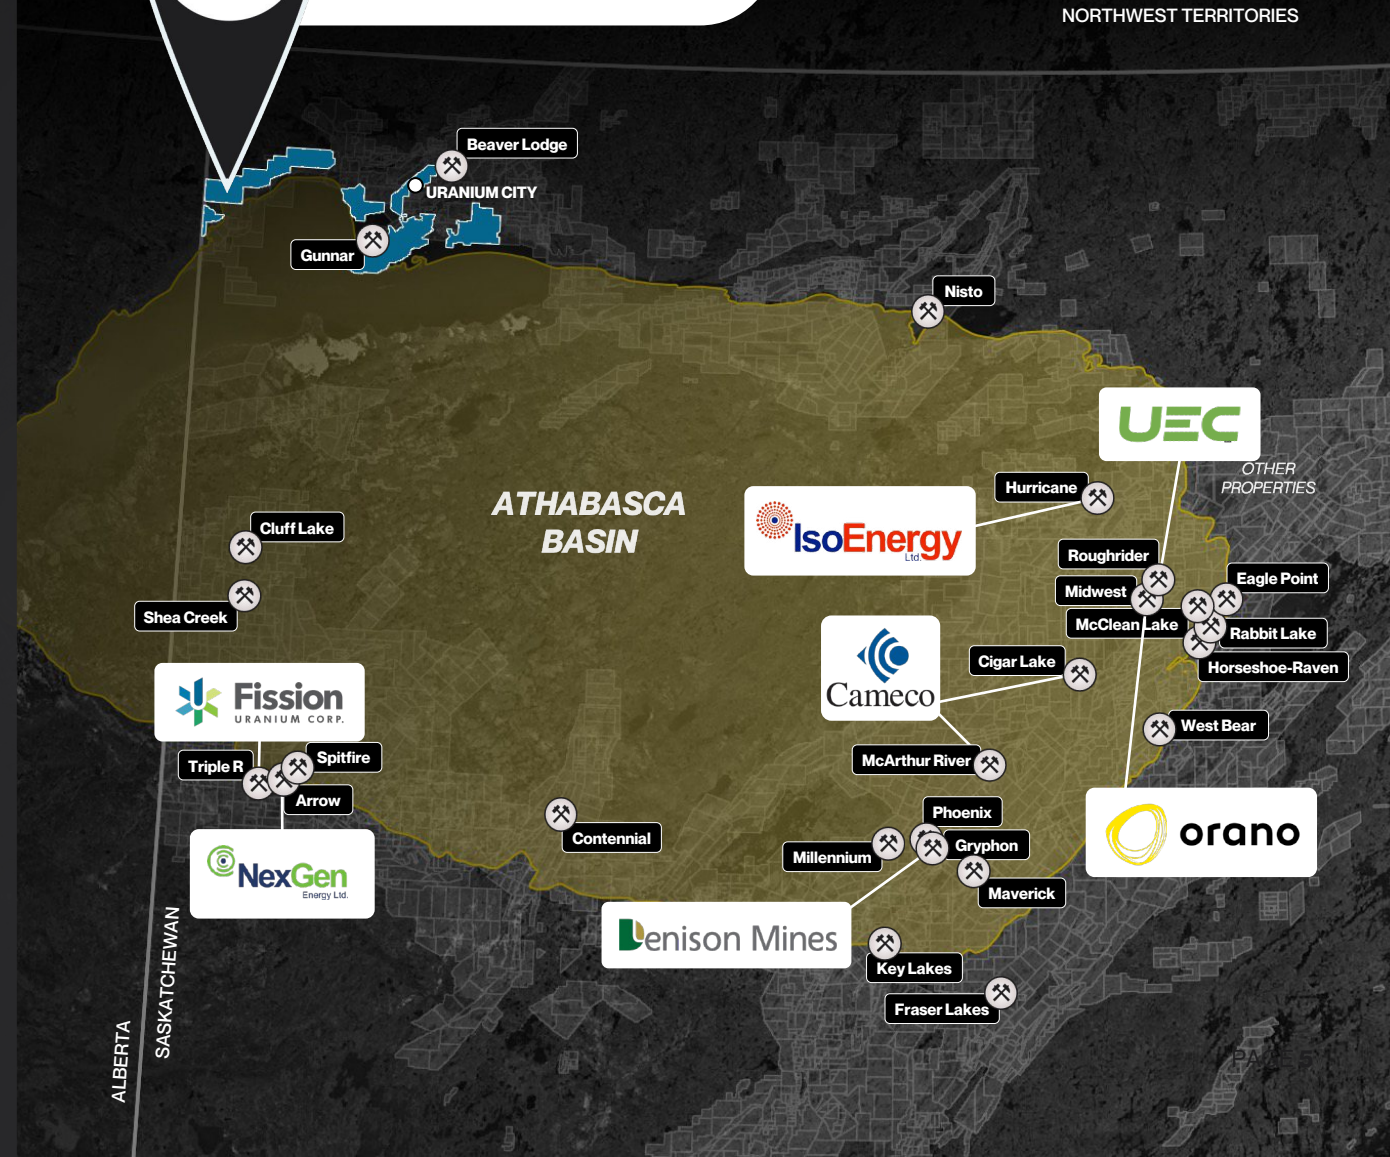 NORTHWEST TERRITORIES
Beaver Lodge
URANIUM CITY
Gunnar
Nisto
UEC
OTHER
PROPERTIES
ATHABASCA
BASIN
Hurricane
IsoEnergy
Ltd.
Cluff Lake
Shea Creek
Roughrider
Midwest
Eagle Point
McClean Lake
Rabbit Lake
Horseshoe-Raven
Cameco
Cigar Lake
Fission
URANIUM CORP.
West Bear
Triple R
Spitfire
Arrow
McArthur River
NexGen
Energy Ltd.
Contennial
Phoenix
Gryphon
Millennium
Maverick
orano
Denison Mines
Key Lakes
Fraser Lakes
SASKATCHEWAN
ALBERTA
PAGE 5